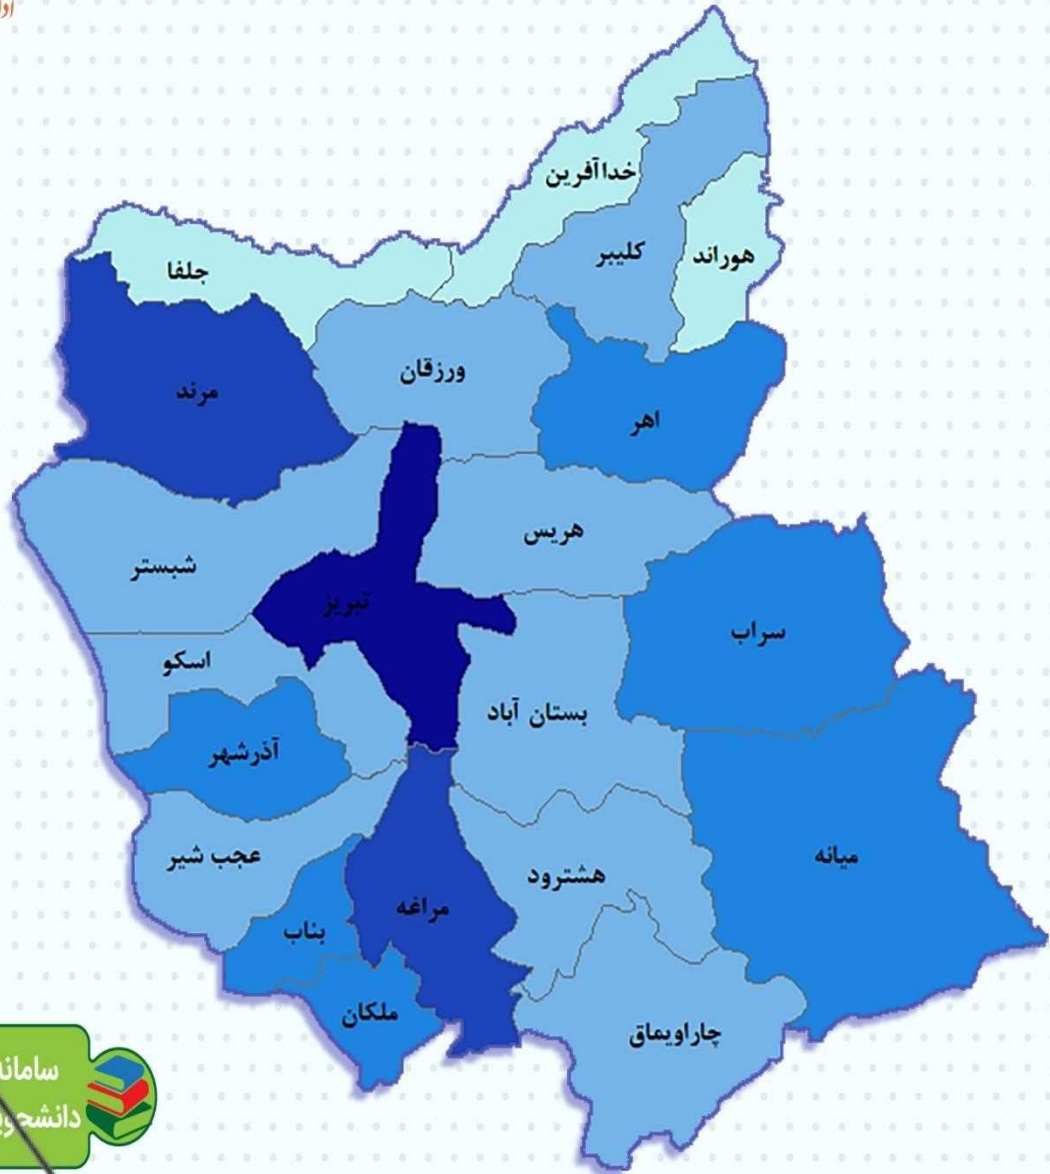 خداآفرین
کلیبر
هوراند
جلفا
ورزقان
مرند
اهر
هریس
شبستر
تبریز
سراب
اسکو
بستان آباد
آذرشهر
میانه
عجب شیر
هشترود
مراغه
بناب
ملکان
چاراویماق